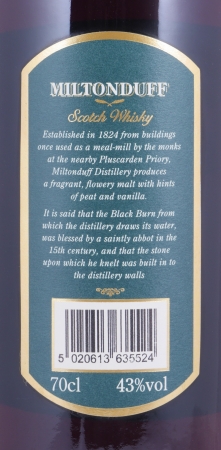 MILTONDUFF
Scotch Whisky
Established in 1824 from buildings
once used as a meal-mill by the monks
at the nearby Pluscarden Priory,
Miltonduff Distillery produces
a fragrant, flowery malt with hints
of peat and vanilla.
It is said that the Black Burn from
which the distillery draws its water,
was blessed by a saintly abbot in the
15th century, and that the stone
upon which he knelt was built in to
the distillery walls
5 020613 635524
70cl 43%vol